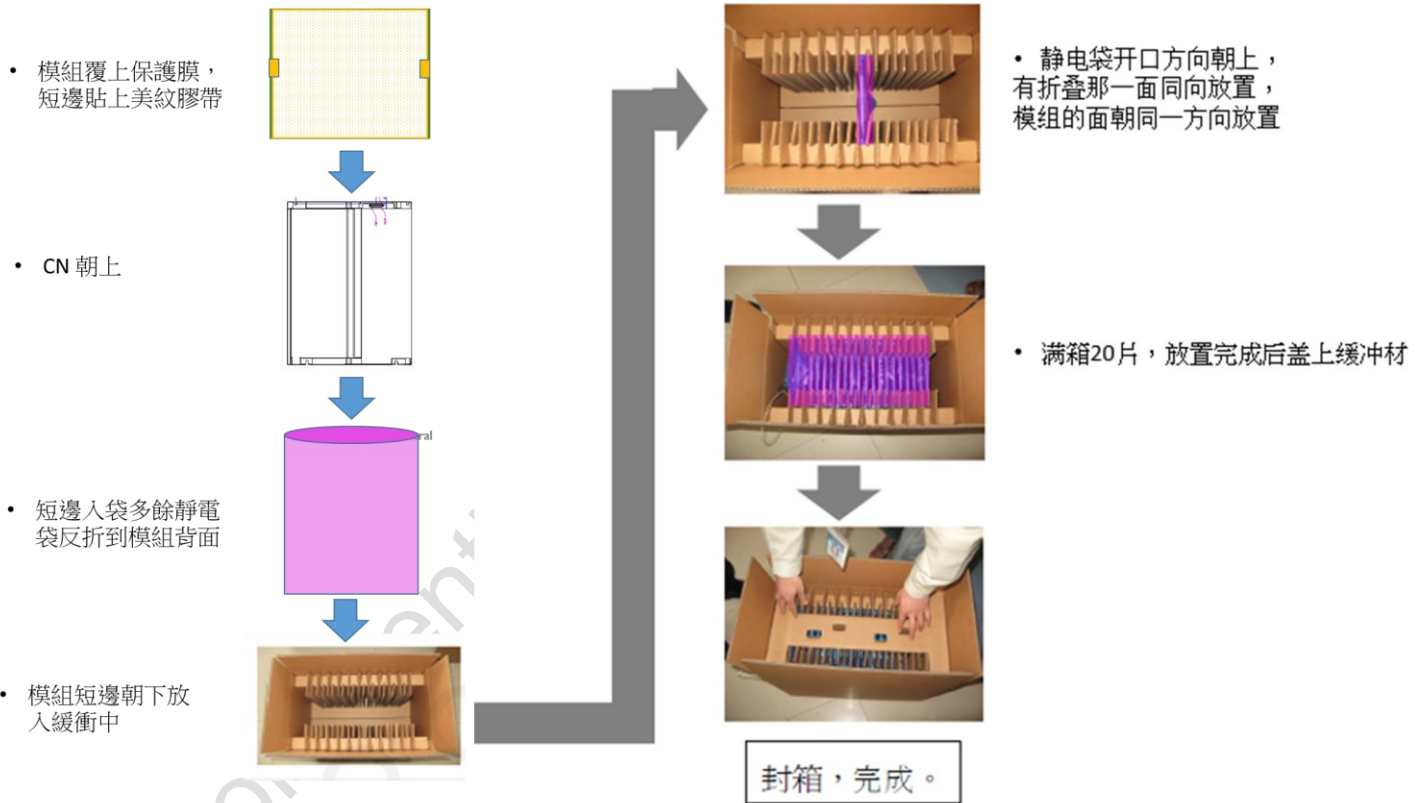 • 模組覆上保護膜，
短邊貼上美紋膠帶
• CN 朝上
ral
• 短邊入袋多餘靜電
袋反折到模組背面
• 模組短邊朝下放
入緩衝中
• 静电袋开口方向朝上，
有折叠那一面同向放置，
模组的面朝同一方向放置
• 满箱20片，放置完成后盖上缓冲材
封箱，完成。